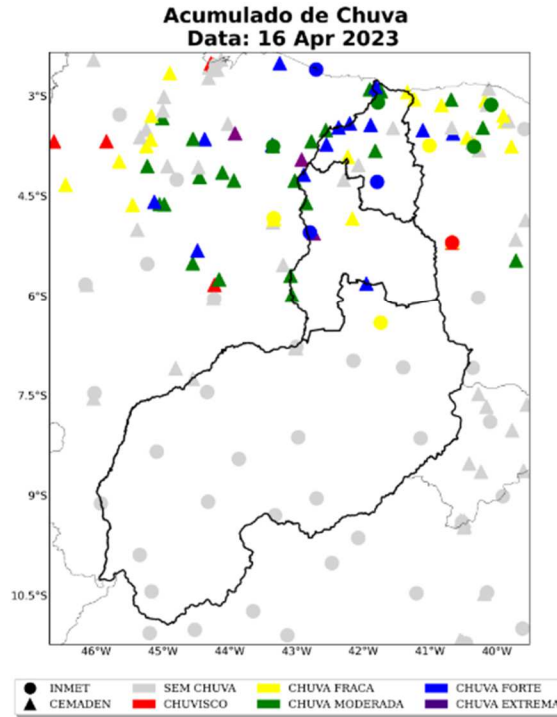 Acumulado de Chuva
Data: 16 Apr 2023
3°S
4.5°S
6°S
7.5°S
9°S
10.5°S
46°W 45°W 44°W 43°W 42°W 41°W 40°W
INMET SEM CHUVA CHUVA FRACA CHUVA FORTE
CEMADEN CHUVISCO CHUVA MODERADA CHUVA EXTREMA